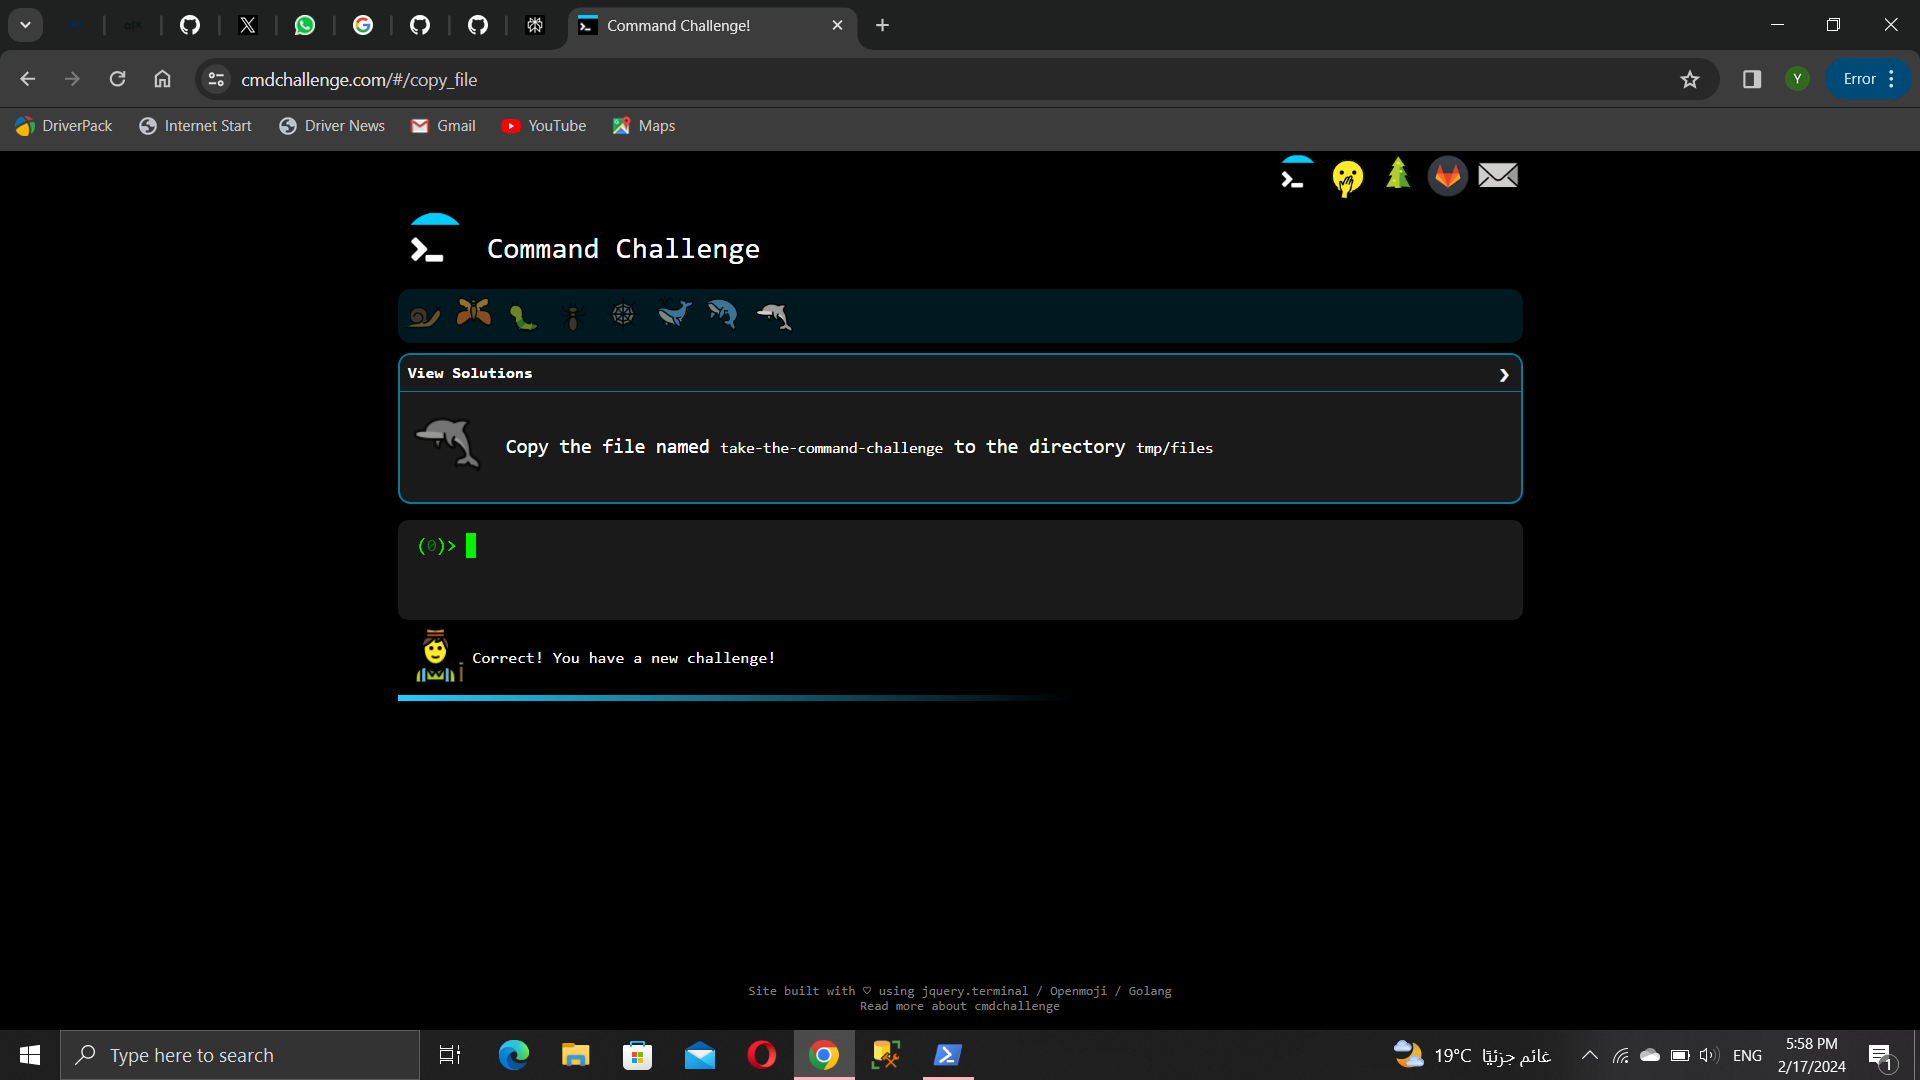 Command Challenge!
cmdchallenge.com/#/copy_file
Y
Error
DriverPack
Internet Start
Driver News
Gmail
YouTube
Maps
Command Challenge
View Solutions
Copy the file named take-the-command-challenge to the directory tmp/files
(0)>
Correct! You have a new challenge!
Site built with ♡ using jquery.terminal / Openmoji / Golang
Read more about cmdchallenge
Type here to search
19°C غائم جزئيًا
ENG
5:58 PM
2/17/2024
1